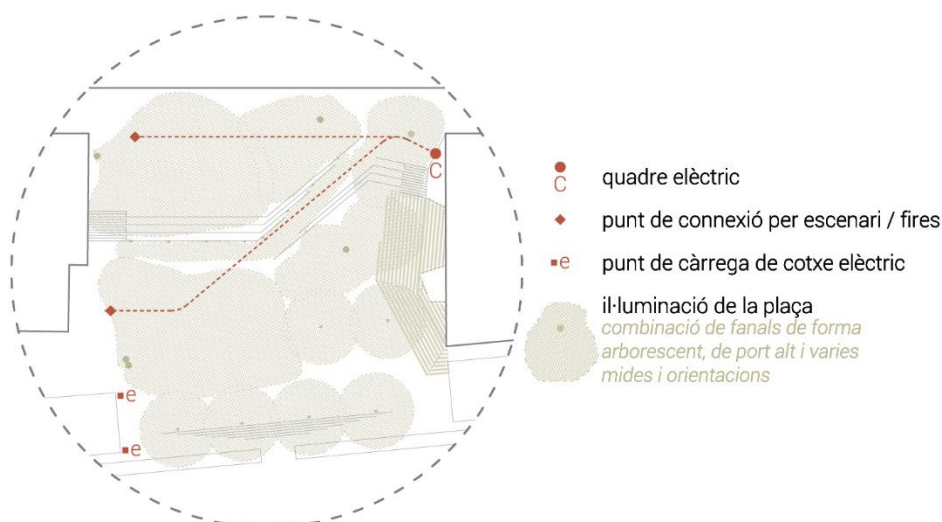 C
e
e
C
quadre elèctric
punt de connexió per escenari / fires
e
punt de càrrega de cotxe elèctric
il·luminació de la plaça
combinació de fanals de forma
arborescent, de port alt i varies
mides i orientacions